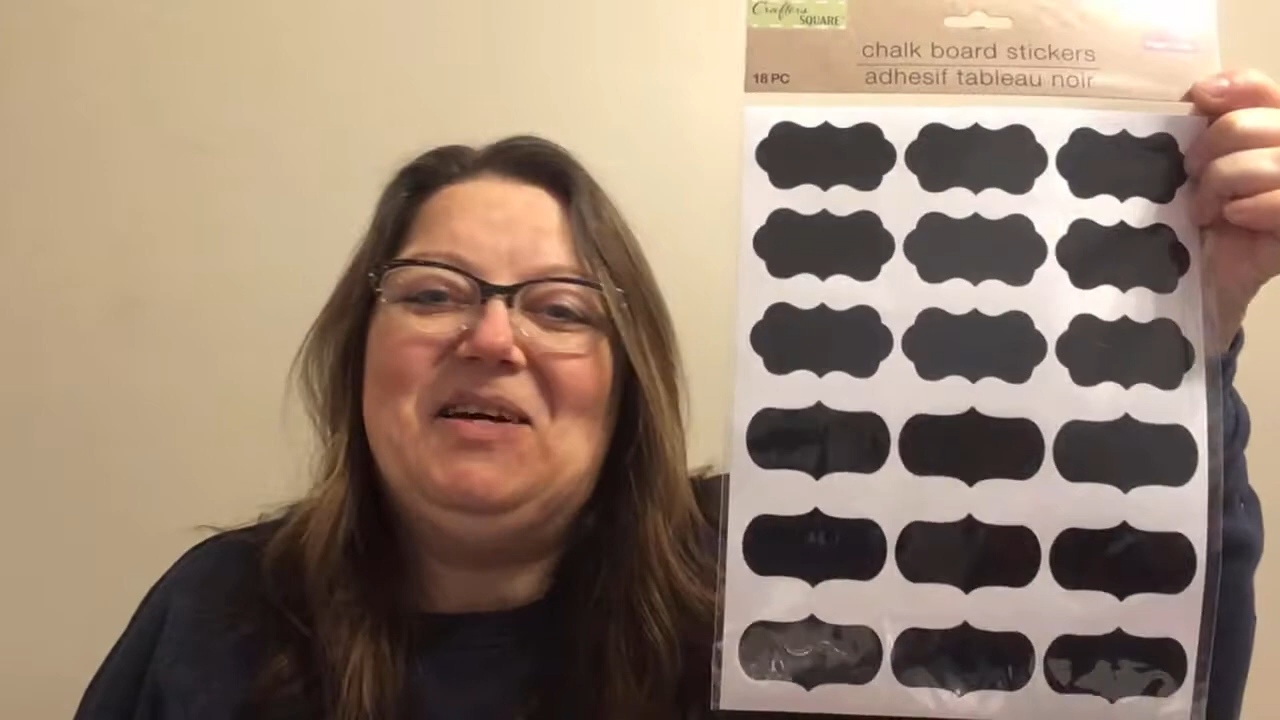 Crafters
SQUARE
chalk board stickers
18 PC
adhesif tableau noir